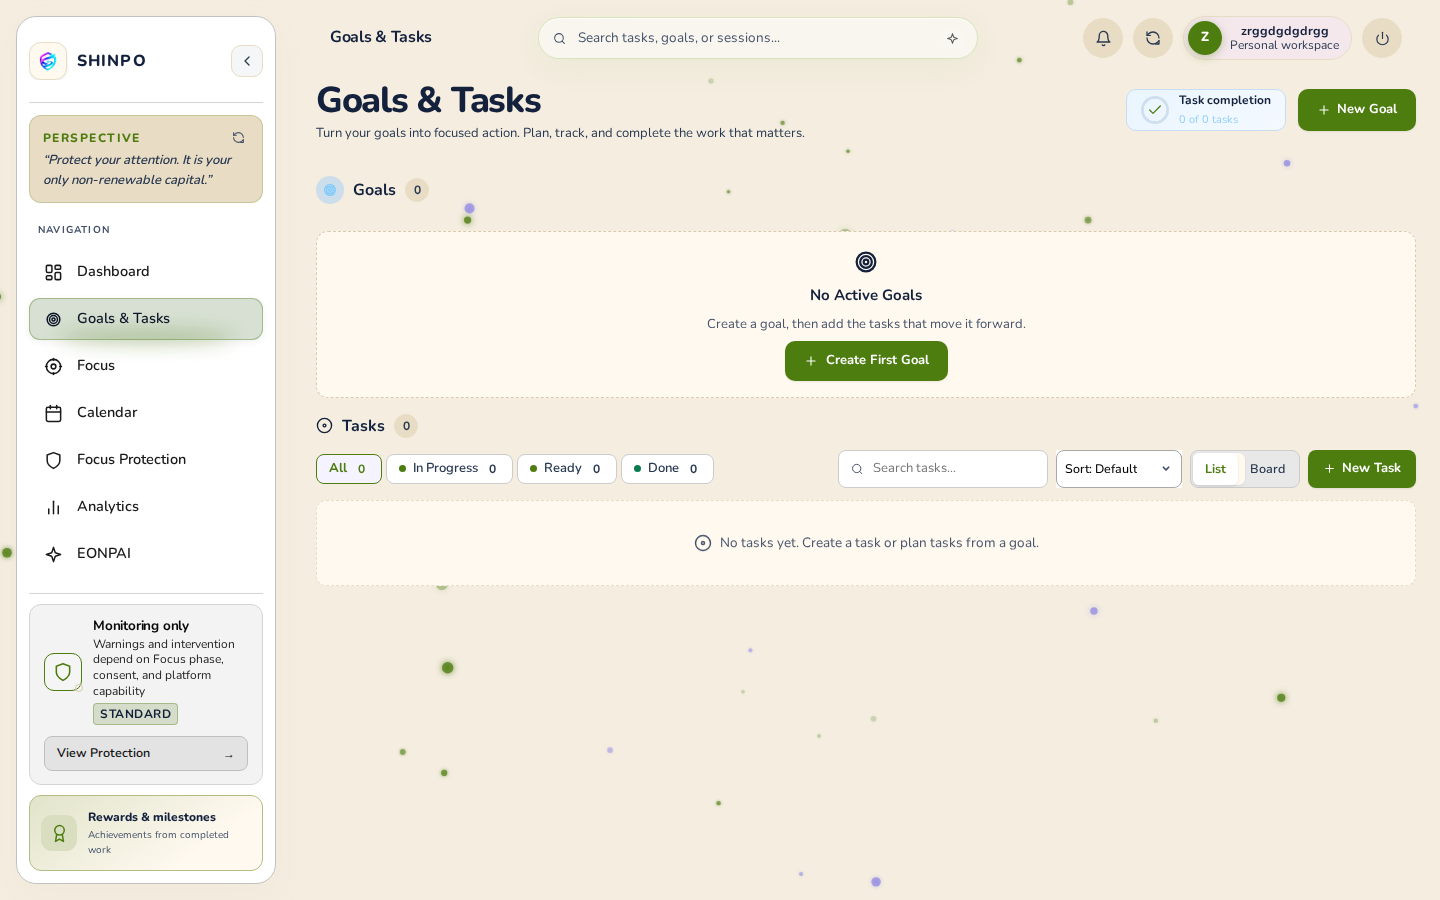 SHINPO
PERSPECTIVE
“Protect your attention. It is your
only non-renewable capital.”
NAVIGATION
Dashboard
Goals & Tasks
Focus
Calendar
Focus Protection
Analytics
EONPAI
Monitoring only
Warnings and intervention
depend on Focus phase,
consent, and platform
capability
STANDARD
View Protection →
Rewards & milestones
Achievements from completed
work
Goals & Tasks
Search tasks, goals, or sessions...
Z
zrggdgdgdrgg
Personal workspace
Goals & Tasks
Turn your goals into focused action. Plan, track, and complete the work that matters.
Task completion
0 of 0 tasks
New Goal
Goals 0
No Active Goals
Create a goal, then add the tasks that move it forward.
Create First Goal
Tasks 0
All 0
In Progress 0
Ready 0
Done 0
Search tasks...
Sort: Default
List
Board
New Task
No tasks yet. Create a task or plan tasks from a goal.